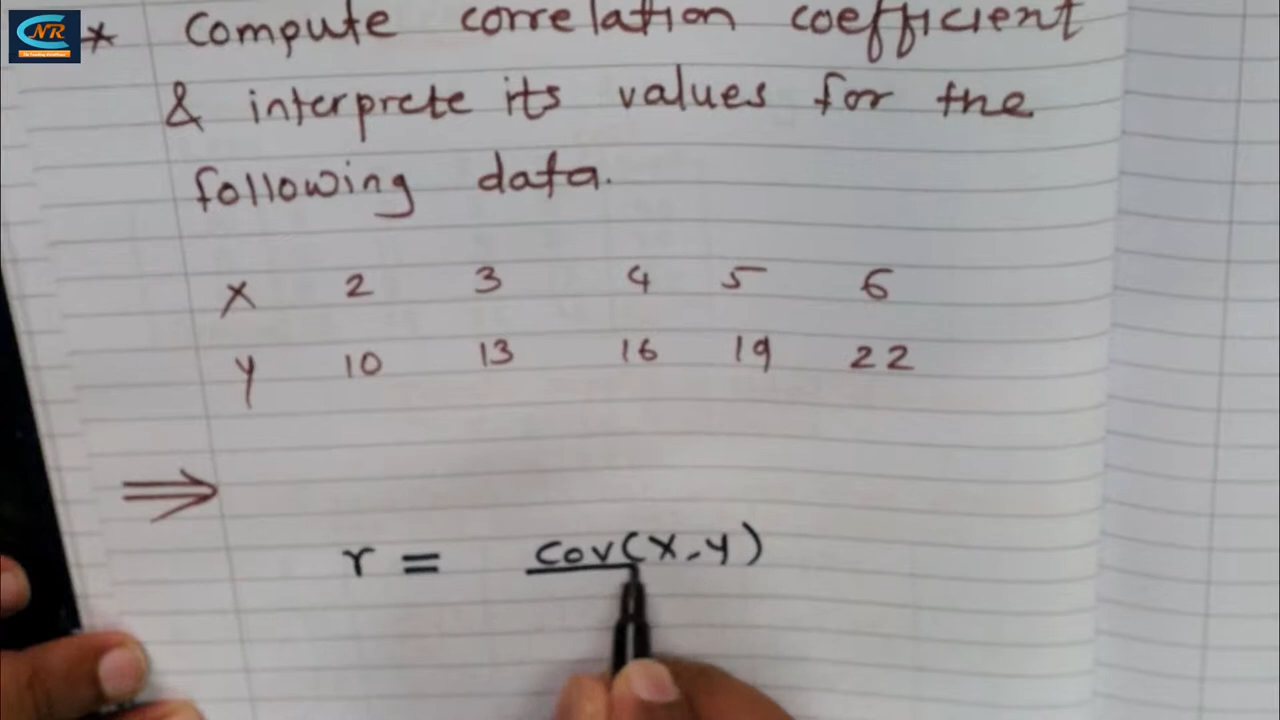 CNR
* Compute correlation coefficient
& interprete its values for the
following data.
X 2 3 4 5 6
Y 10 13 16 19 22
⇒
r = Cov(X,Y)